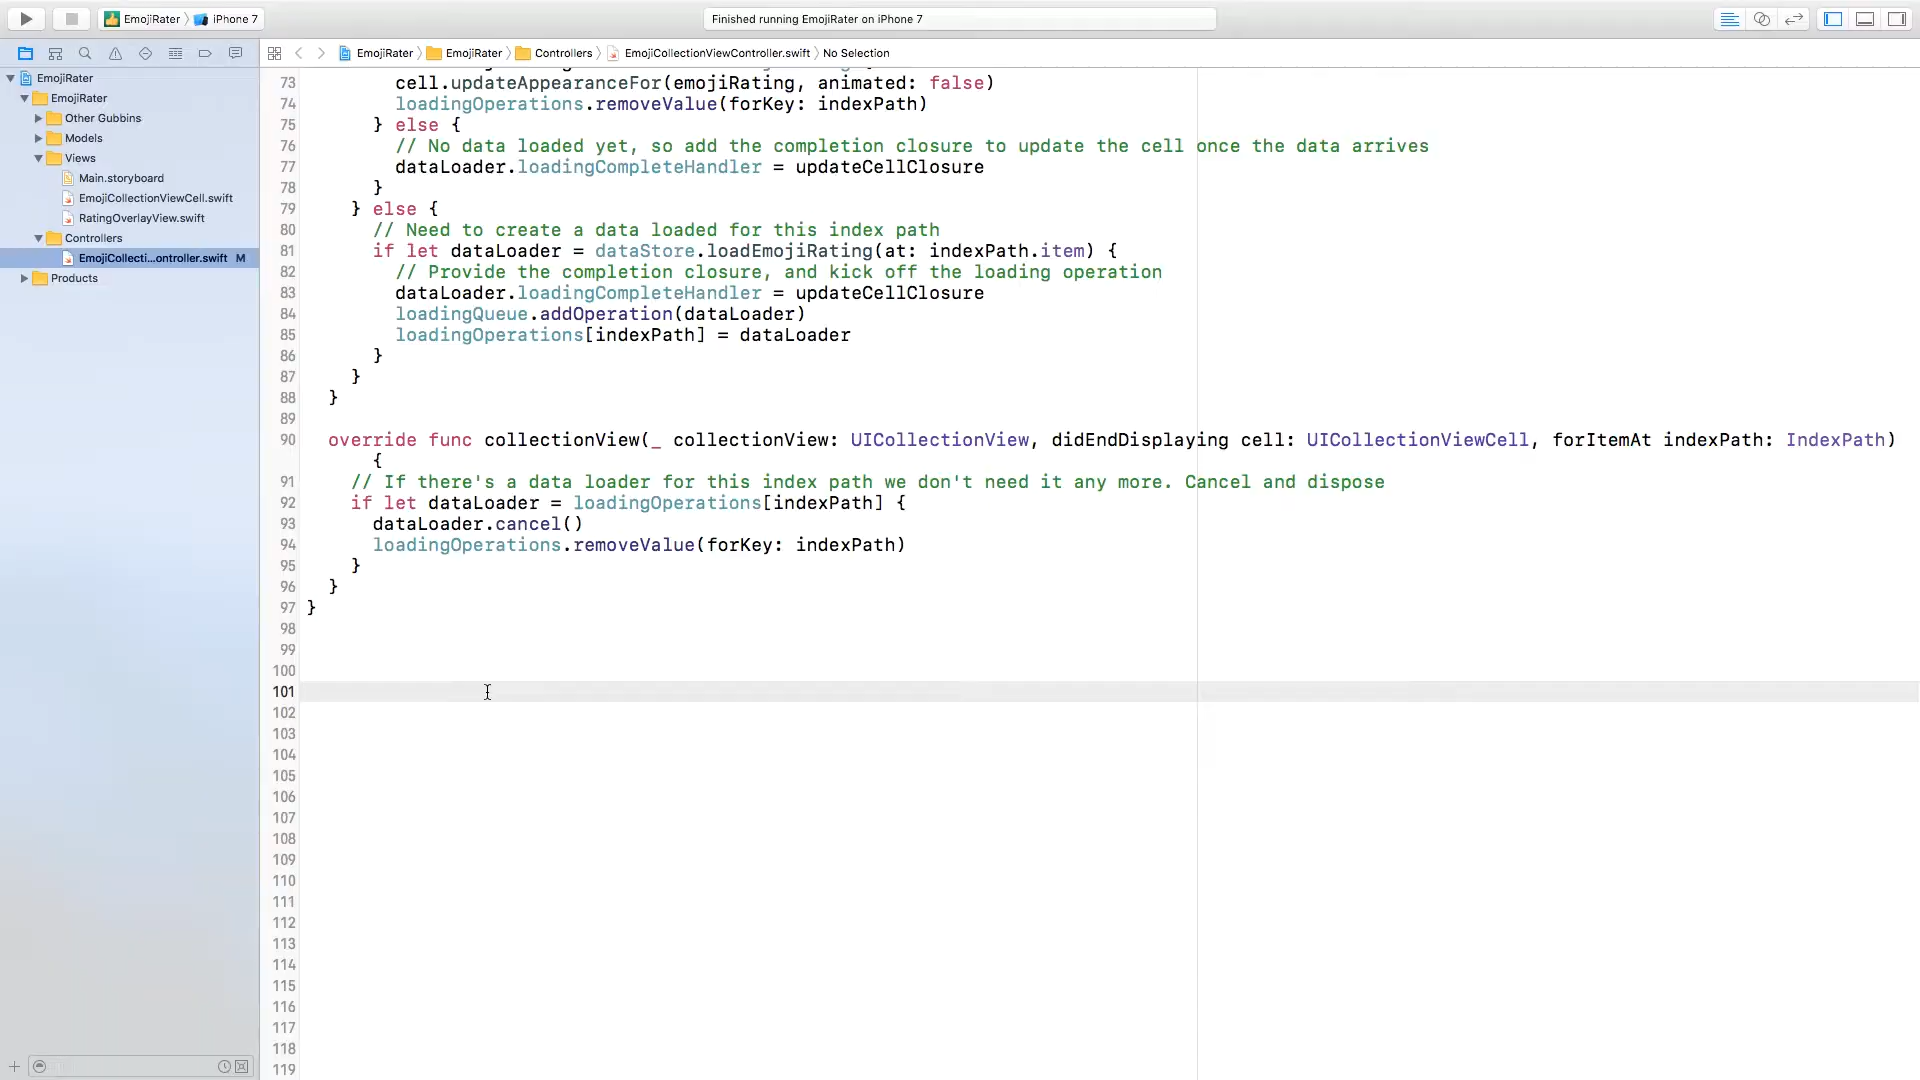 EmojiRater
iPhone 7
Finished running EmojiRater on iPhone 7
EmojiRater
EmojiRater
Controllers
EmojiCollectionViewController.swift
No Selection
EmojiRater
EmojiRater
Other Gubbins
Models
Views
Main.storyboard
EmojiCollectionViewCell.swift
RatingOverlayView.swift
Controllers
EmojiCollecti...ontroller.swift M
Products
73 cell.updateAppearanceFor(emojiRating, animated: false)
74 loadingOperations.removeValue(forKey: indexPath)
75 } else {
76 // No data loaded yet, so add the completion closure to update the cell once the data arrives
77 dataLoader.loadingCompleteHandler = updateCellClosure
78 }
79 } else {
80 // Need to create a data loaded for this index path
81 if let dataLoader = dataStore.loadEmojiRating(at: indexPath.item) {
82 // Provide the completion closure, and kick off the loading operation
83 dataLoader.loadingCompleteHandler = updateCellClosure
84 loadingQueue.addOperation(dataLoader)
85 loadingOperations[indexPath] = dataLoader
86 }
87 }
88 }
89
90 override func collectionView(_ collectionView: UICollectionView, didEndDisplaying cell: UICollectionViewCell, forItemAt indexPath: IndexPath)
{
91 // If there's a data loader for this index path we don't need it any more. Cancel and dispose
92 if let dataLoader = loadingOperations[indexPath] {
93 dataLoader.cancel()
94 loadingOperations.removeValue(forKey: indexPath)
95 }
96 }
97 }
98
99
100
101
102
103
104
105
106
107
108
109
110
111
112
113
114
115
116
117
118
119